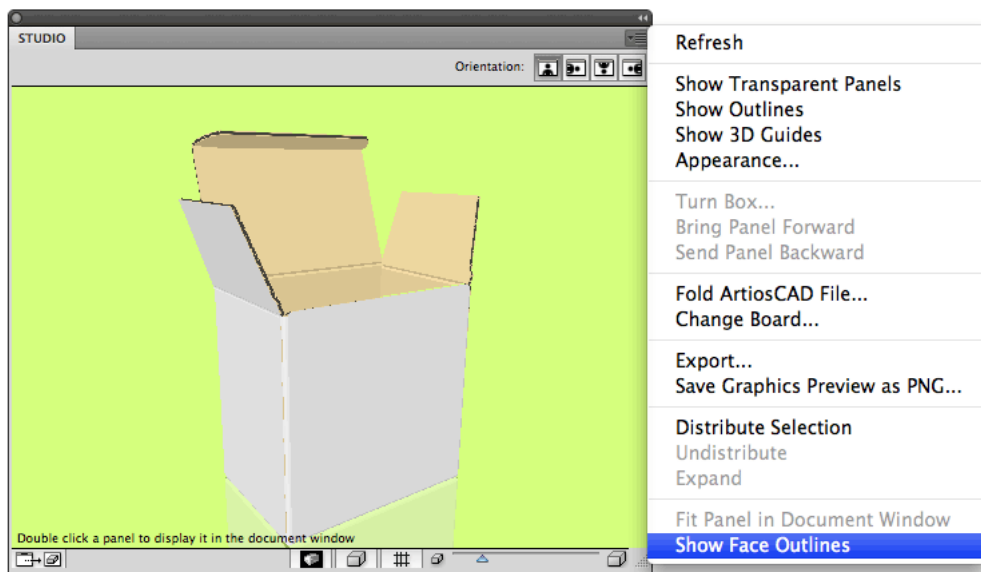 STUDIO
Orientation:
Double click a panel to display it in the document window
Refresh
Show Transparent Panels
Show Outlines
Show 3D Guides
Appearance...
Turn Box...
Bring Panel Forward
Send Panel Backward
Fold ArtiosCAD File...
Change Board...
Export...
Save Graphics Preview as PNG...
Distribute Selection
Undistribute
Expand
Fit Panel in Document Window
Show Face Outlines